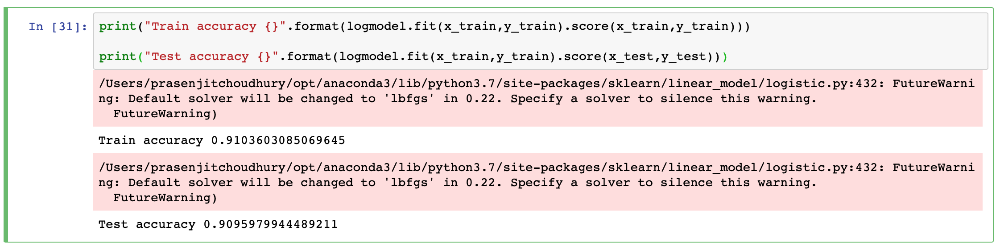 In [31]: print("Train accuracy {}".format(logmodel.fit(x_train,y_train).score(x_train,y_train)))
print("Test accuracy {}".format(logmodel.fit(x_train,y_train).score(x_test,y_test)))
/Users/prasenjitchoudhury/opt/anaconda3/lib/python3.7/site-packages/sklearn/linear_model/logistic.py:432: FutureWarni
ng: Default solver will be changed to 'lbfgs' in 0.22. Specify a solver to silence this warning.
FutureWarning)
Train accuracy 0.9103603085069645
/Users/prasenjitchoudhury/opt/anaconda3/lib/python3.7/site-packages/sklearn/linear_model/logistic.py:432: FutureWarni
ng: Default solver will be changed to 'lbfgs' in 0.22. Specify a solver to silence this warning.
FutureWarning)
Test accuracy 0.9095979944489211